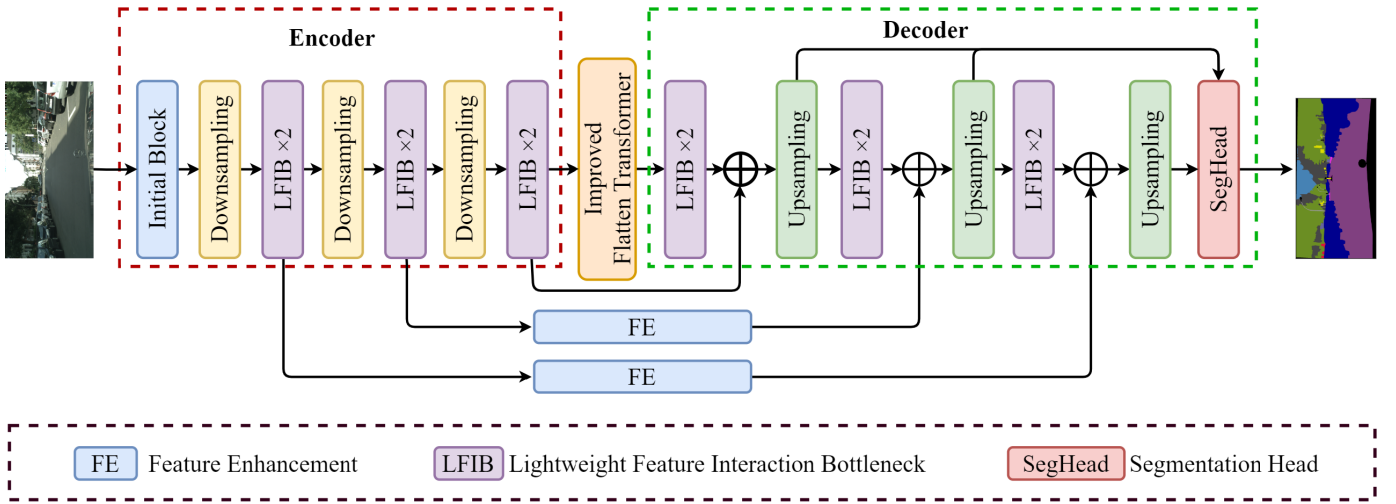 Encoder
Decoder
Initial Block
Downsampling
LFIB ×2
Downsampling
LFIB ×2
Downsampling
LFIB ×2
Improved
Flatten Transformer
LFIB ×2
Upsampling
LFIB ×2
Upsampling
LFIB ×2
Upsampling
SegHead
FE
FE
FE Feature Enhancement
LFIB Lightweight Feature Interaction Bottleneck
SegHead Segmentation Head